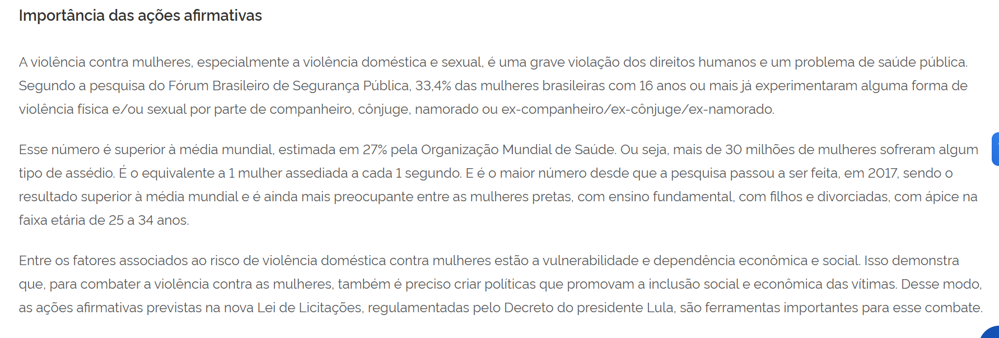 Importância das ações afirmativas
A violência contra mulheres, especialmente a violência doméstica e sexual, é uma grave violação dos direitos humanos e um problema de saúde pública.
Segundo a pesquisa do Fórum Brasileiro de Segurança Pública, 33,4% das mulheres brasileiras com 16 anos ou mais já experimentaram alguma forma de
violência física e/ou sexual por parte de companheiro, cônjuge, namorado ou ex-companheiro/ex-cônjuge/ex-namorado.
Esse número é superior à média mundial, estimada em 27% pela Organização Mundial de Saúde. Ou seja, mais de 30 milhões de mulheres sofreram algum
tipo de assédio. É o equivalente a 1 mulher assediada a cada 1 segundo. E é o maior número desde que a pesquisa passou a ser feita, em 2017, sendo o
resultado superior à média mundial e é ainda mais preocupante entre as mulheres pretas, com ensino fundamental, com filhos e divorciadas, com ápice na
faixa etária de 25 a 34 anos.
Entre os fatores associados ao risco de violência doméstica contra mulheres estão a vulnerabilidade e dependência econômica e social. Isso demonstra
que, para combater a violência contra as mulheres, também é preciso criar políticas que promovam a inclusão social e econômica das vítimas. Desse modo,
as ações afirmativas previstas na nova Lei de Licitações, regulamentadas pelo Decreto do presidente Lula, são ferramentas importantes para esse combate.